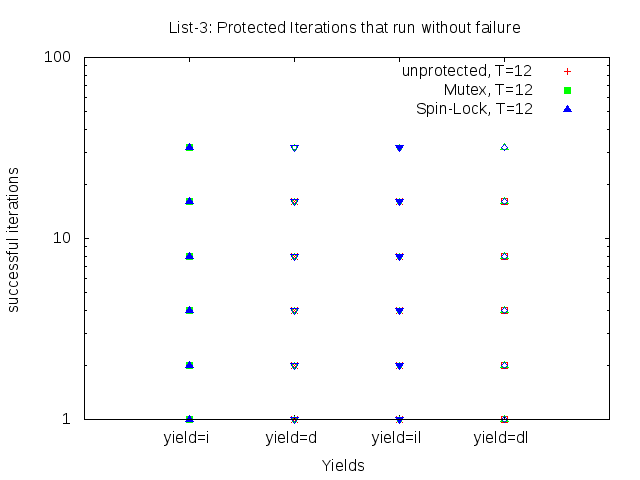 List-3: Protected Iterations that run without failure
100
unprotected, T=12
Mutex, T=12
Spin-Lock, T=12
successful iterations
10
1
yield=i yield=d yield=il yield=dl
Yields